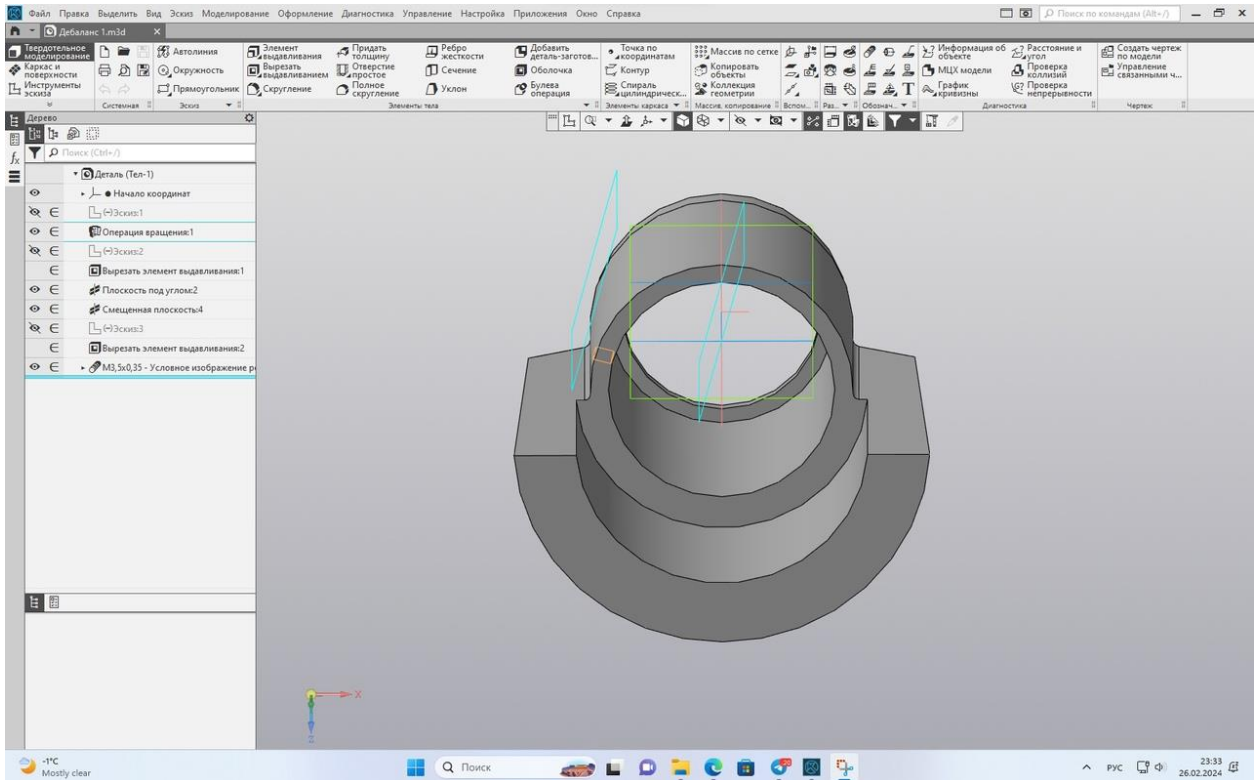 Файл Правка Выделить Вид Эскиз Моделирование Оформление Диагностика Управление Настройка Приложения Окно Справка
Поиск по командам (Alt+/)
Дебаланс 1.m3d
Твердотельное моделирование
Каркас и поверхности
Инструменты эскиза
Системная
Автолиния
Окружность
Прямоугольник
Эскиз
Элемент выдавливания
Вырезать выдавливанием
Скругление
Придать толщину
Отверстие простое
Полное скругление
Ребро жесткости
Сечение
Уклон
Добавить деталь-заготов...
Оболочка
Булева операция
Элементы тела
Точка по координатам
Контур
Спираль цилиндрическ...
Элементы каркаса
Массив по сетке
Копировать объекты
Коллекция геометрии
Массив, копирование
Вспом...
Раз...
Обознач...
Информация об объекте
МЦХ модели
График кривизны
Расстояние и угол
Проверка коллизий
Проверка непрерывности
Диагностика
Создать чертеж по модели
Управление связанными ч...
Чертеж
Дерево
Поиск (Ctrl+/)
Деталь (Тел-1)
Начало координат
(-)Эскиз:1
Операция вращения:1
(-)Эскиз:2
Вырезать элемент выдавливания:1
Плоскость под углом:2
Смещенная плоскость:4
(-)Эскиз:3
Вырезать элемент выдавливания:2
М3,5x0,35 - Условное изображение р
X
Z
-1°C
Mostly clear
Поиск
РУС
23:33
26.02.2024